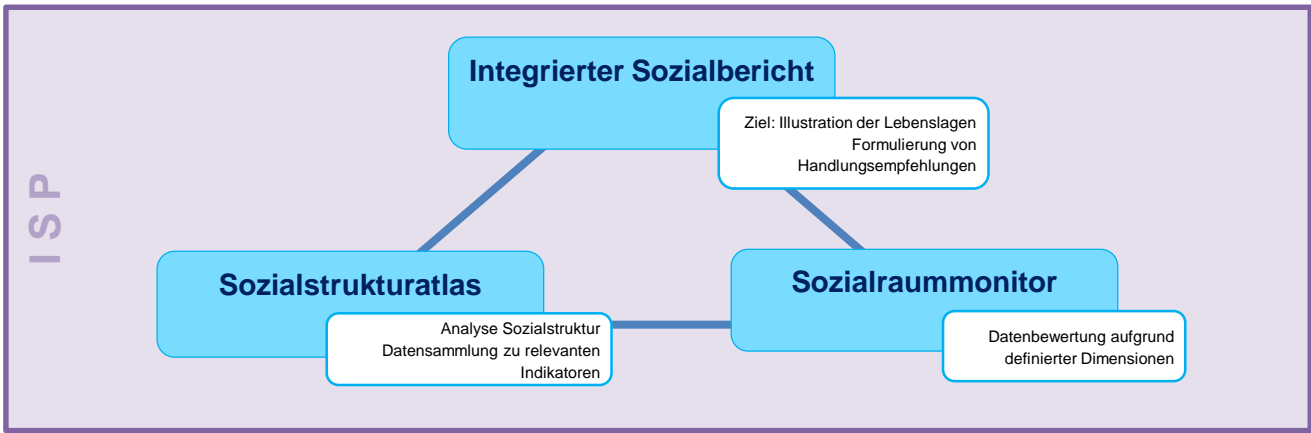 Integrierter Sozialbericht
Ziel: Illustration der Lebenslagen
Formulierung von
Handlungsempfehlungen
I S P
Sozialstrukturatlas
Analyse Sozialstruktur
Datensammlung zu relevanten
Indikatoren
Sozialraummonitor
Datenbewertung aufgrund
definierter Dimensionen